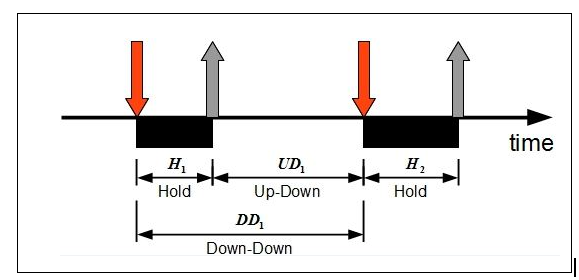 time
H₁ UD₁ H₂
Hold Up-Down Hold
DD₁
Down-Down